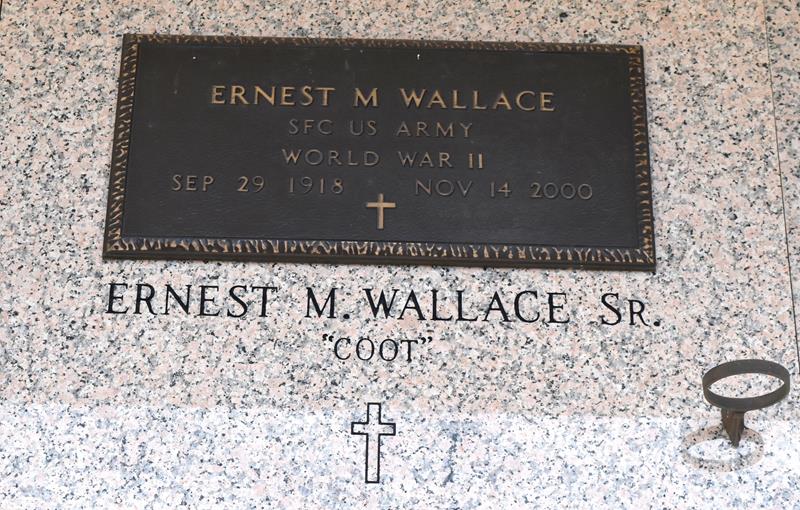 ERNEST M WALLACE
SFC US ARMY
WORLD WAR II
SEP 29 1918 NOV 14 2000
ERNEST M. WALLACE SR.
"COOT"